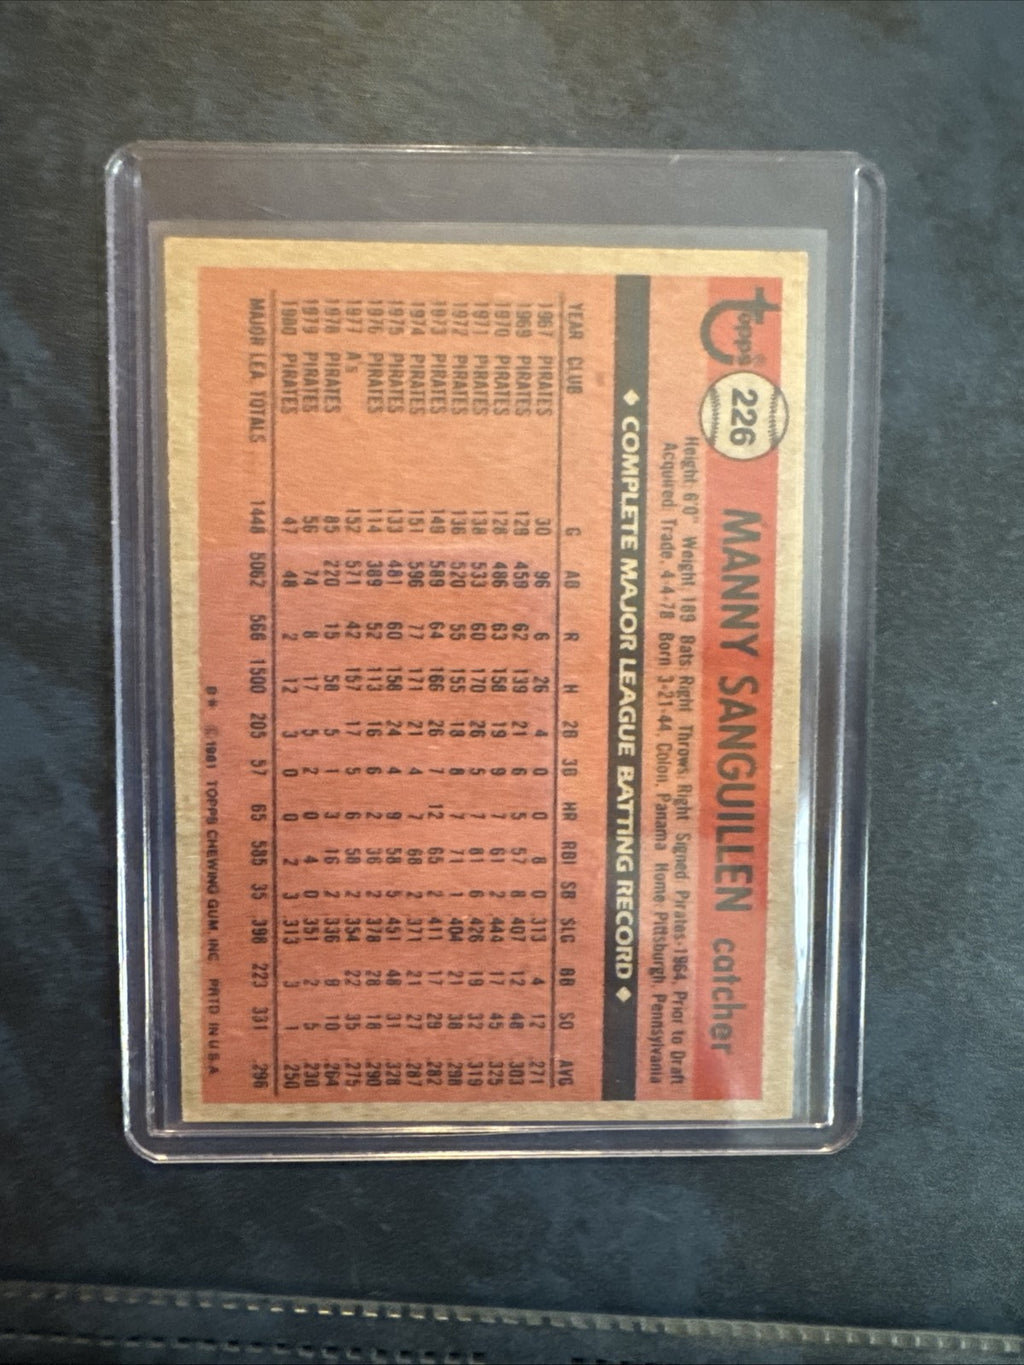 Topps®
226
MANNY SANGUILLEN catcher
Height: 6'0" Weight: 189 Bats: Right Throws: Right Signed: Pirates-1964, Prior to Draft
Acquired: Trade, 4-4-78 Born: 3-21-44, Colon, Panama Home: Pittsburgh, Pennsylvania
♦ COMPLETE MAJOR LEAGUE BATTING RECORD ♦
YEAR CLUB G AB R H 2B 3B HR RBI SB SLG BB SO AVG
1967 PIRATES 30 96 6 26 4 0 0 8 0 .313 4 12 .271
1969 PIRATES 129 459 62 139 21 6 5 57 8 .407 12 48 .303
1970 PIRATES 128 486 63 158 19 9 7 61 2 .444 17 45 .325
1971 PIRATES 138 533 60 170 26 5 7 81 6 .426 19 32 .319
1972 PIRATES 136 520 55 155 18 8 7 71 1 .404 21 38 .298
1973 PIRATES 149 589 64 166 26 7 12 65 2 .411 17 29 .282
1974 PIRATES 151 596 77 171 21 4 7 68 2 .371 21 27 .287
1975 PIRATES 133 481 60 158 24 4 9 58 5 .451 48 31 .328
1976 PIRATES 114 389 52 113 16 6 2 36 2 .378 28 18 .290
1977 A's 152 571 42 157 17 5 6 58 2 .354 22 35 .275
1978 PIRATES 85 220 15 58 5 1 3 16 2 .336 9 10 .264
1979 PIRATES 56 74 8 17 5 2 0 4 0 .351 2 5 .230
1980 PIRATES 47 48 2 12 3 0 0 2 3 .313 3 1 .250
MAJOR LEA. TOTALS 1448 5062 566 1500 205 57 65 585 35 .398 223 331 .296
B* © 1981 TOPPS CHEWING GUM, INC. PRTD. IN U.S.A.